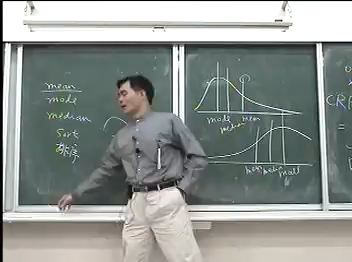 mean
mode
median
Sort
排序
mode median mean
mean median mode
CR